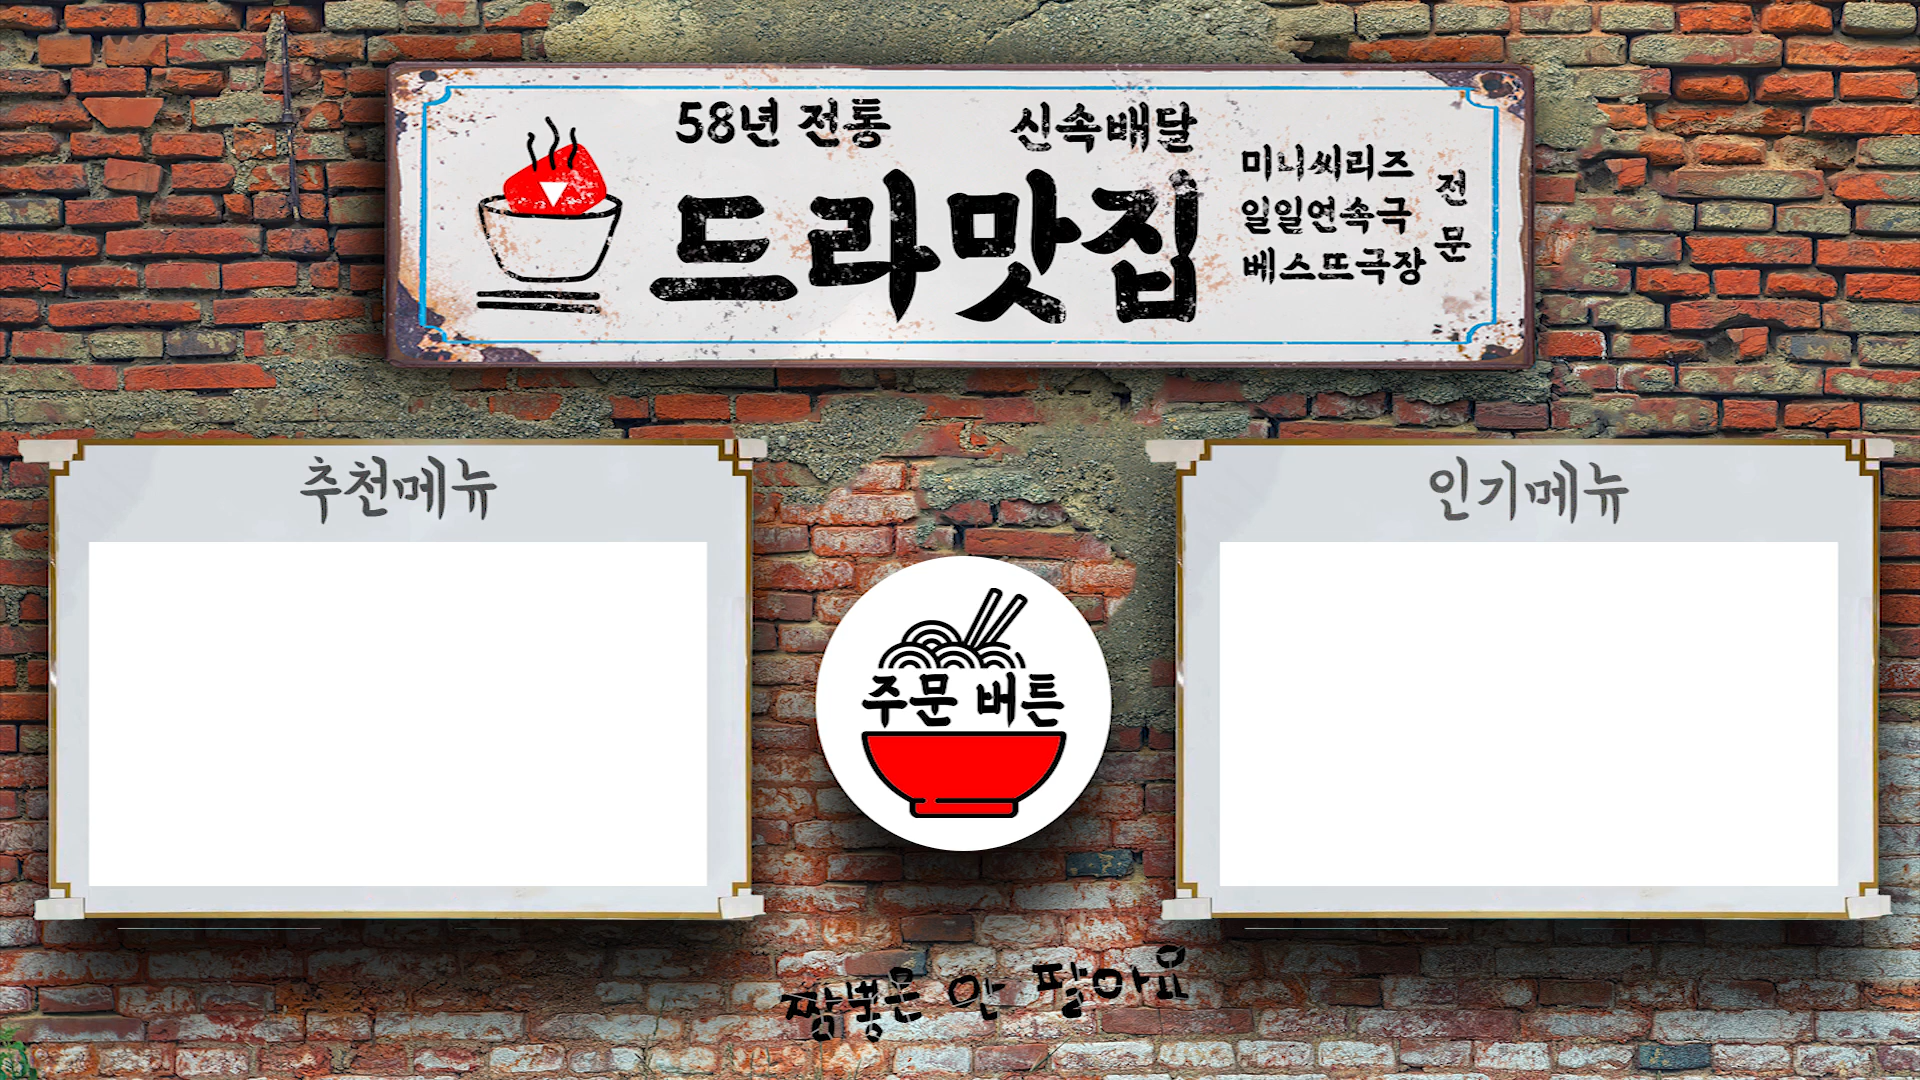 58년 전통 신속배달
드라맛집
미니씨리즈
일일연속극
베스뜨극장
전문
추천메뉴
인기메뉴
주문 버튼
짬뽕은 안 팔아요